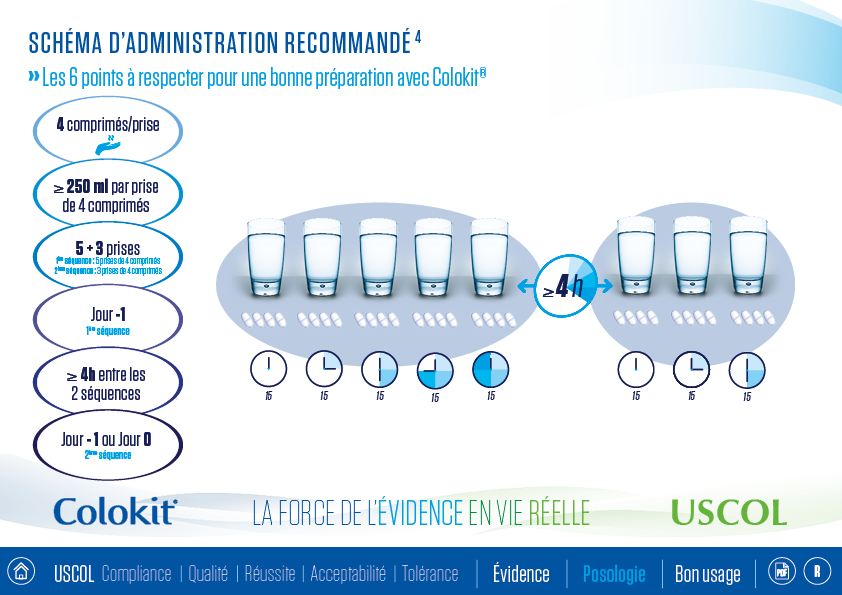 SCHÉMA D'ADMINISTRATION RECOMMANDÉ 4
» Les 6 points à respecter pour une bonne préparation avec Colokit®
4 comprimés/prise
≥ 250 ml par prise
de 4 comprimés
5 + 3 prises
1ère séquence : 5 prises de 4 comprimés
2ème séquence : 3 prises de 4 comprimés
Jour -1
1ère séquence
≥ 4h entre les
2 séquences
Jour - 1 ou Jour 0
2ème séquence
≥4h
15 15 15 15 15 15 15 15
Colokit®
LA FORCE DE L'ÉVIDENCE EN VIE RÉELLE
USCOL
USCOL Compliance | Qualité | Réussite | Acceptabilité | Tolérance | Évidence | Posologie | Bon usage | PDF R